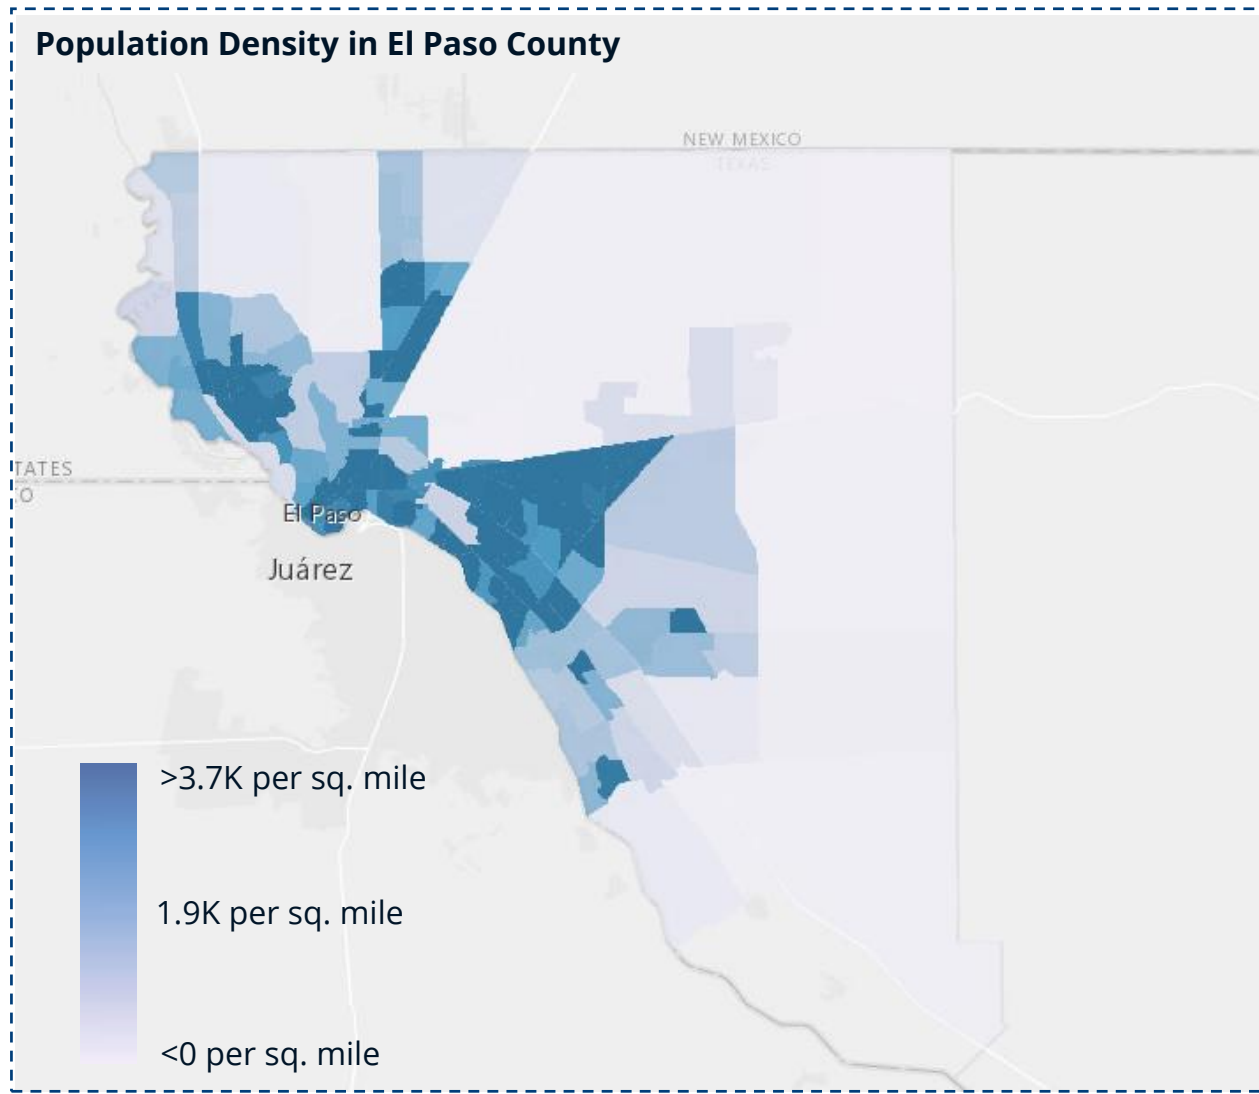 Population Density in El Paso County
NEW MEXICO
TEXAS
TATES
O
El Paso
Juárez
>3.7K per sq. mile
1.9K per sq. mile
<0 per sq. mile